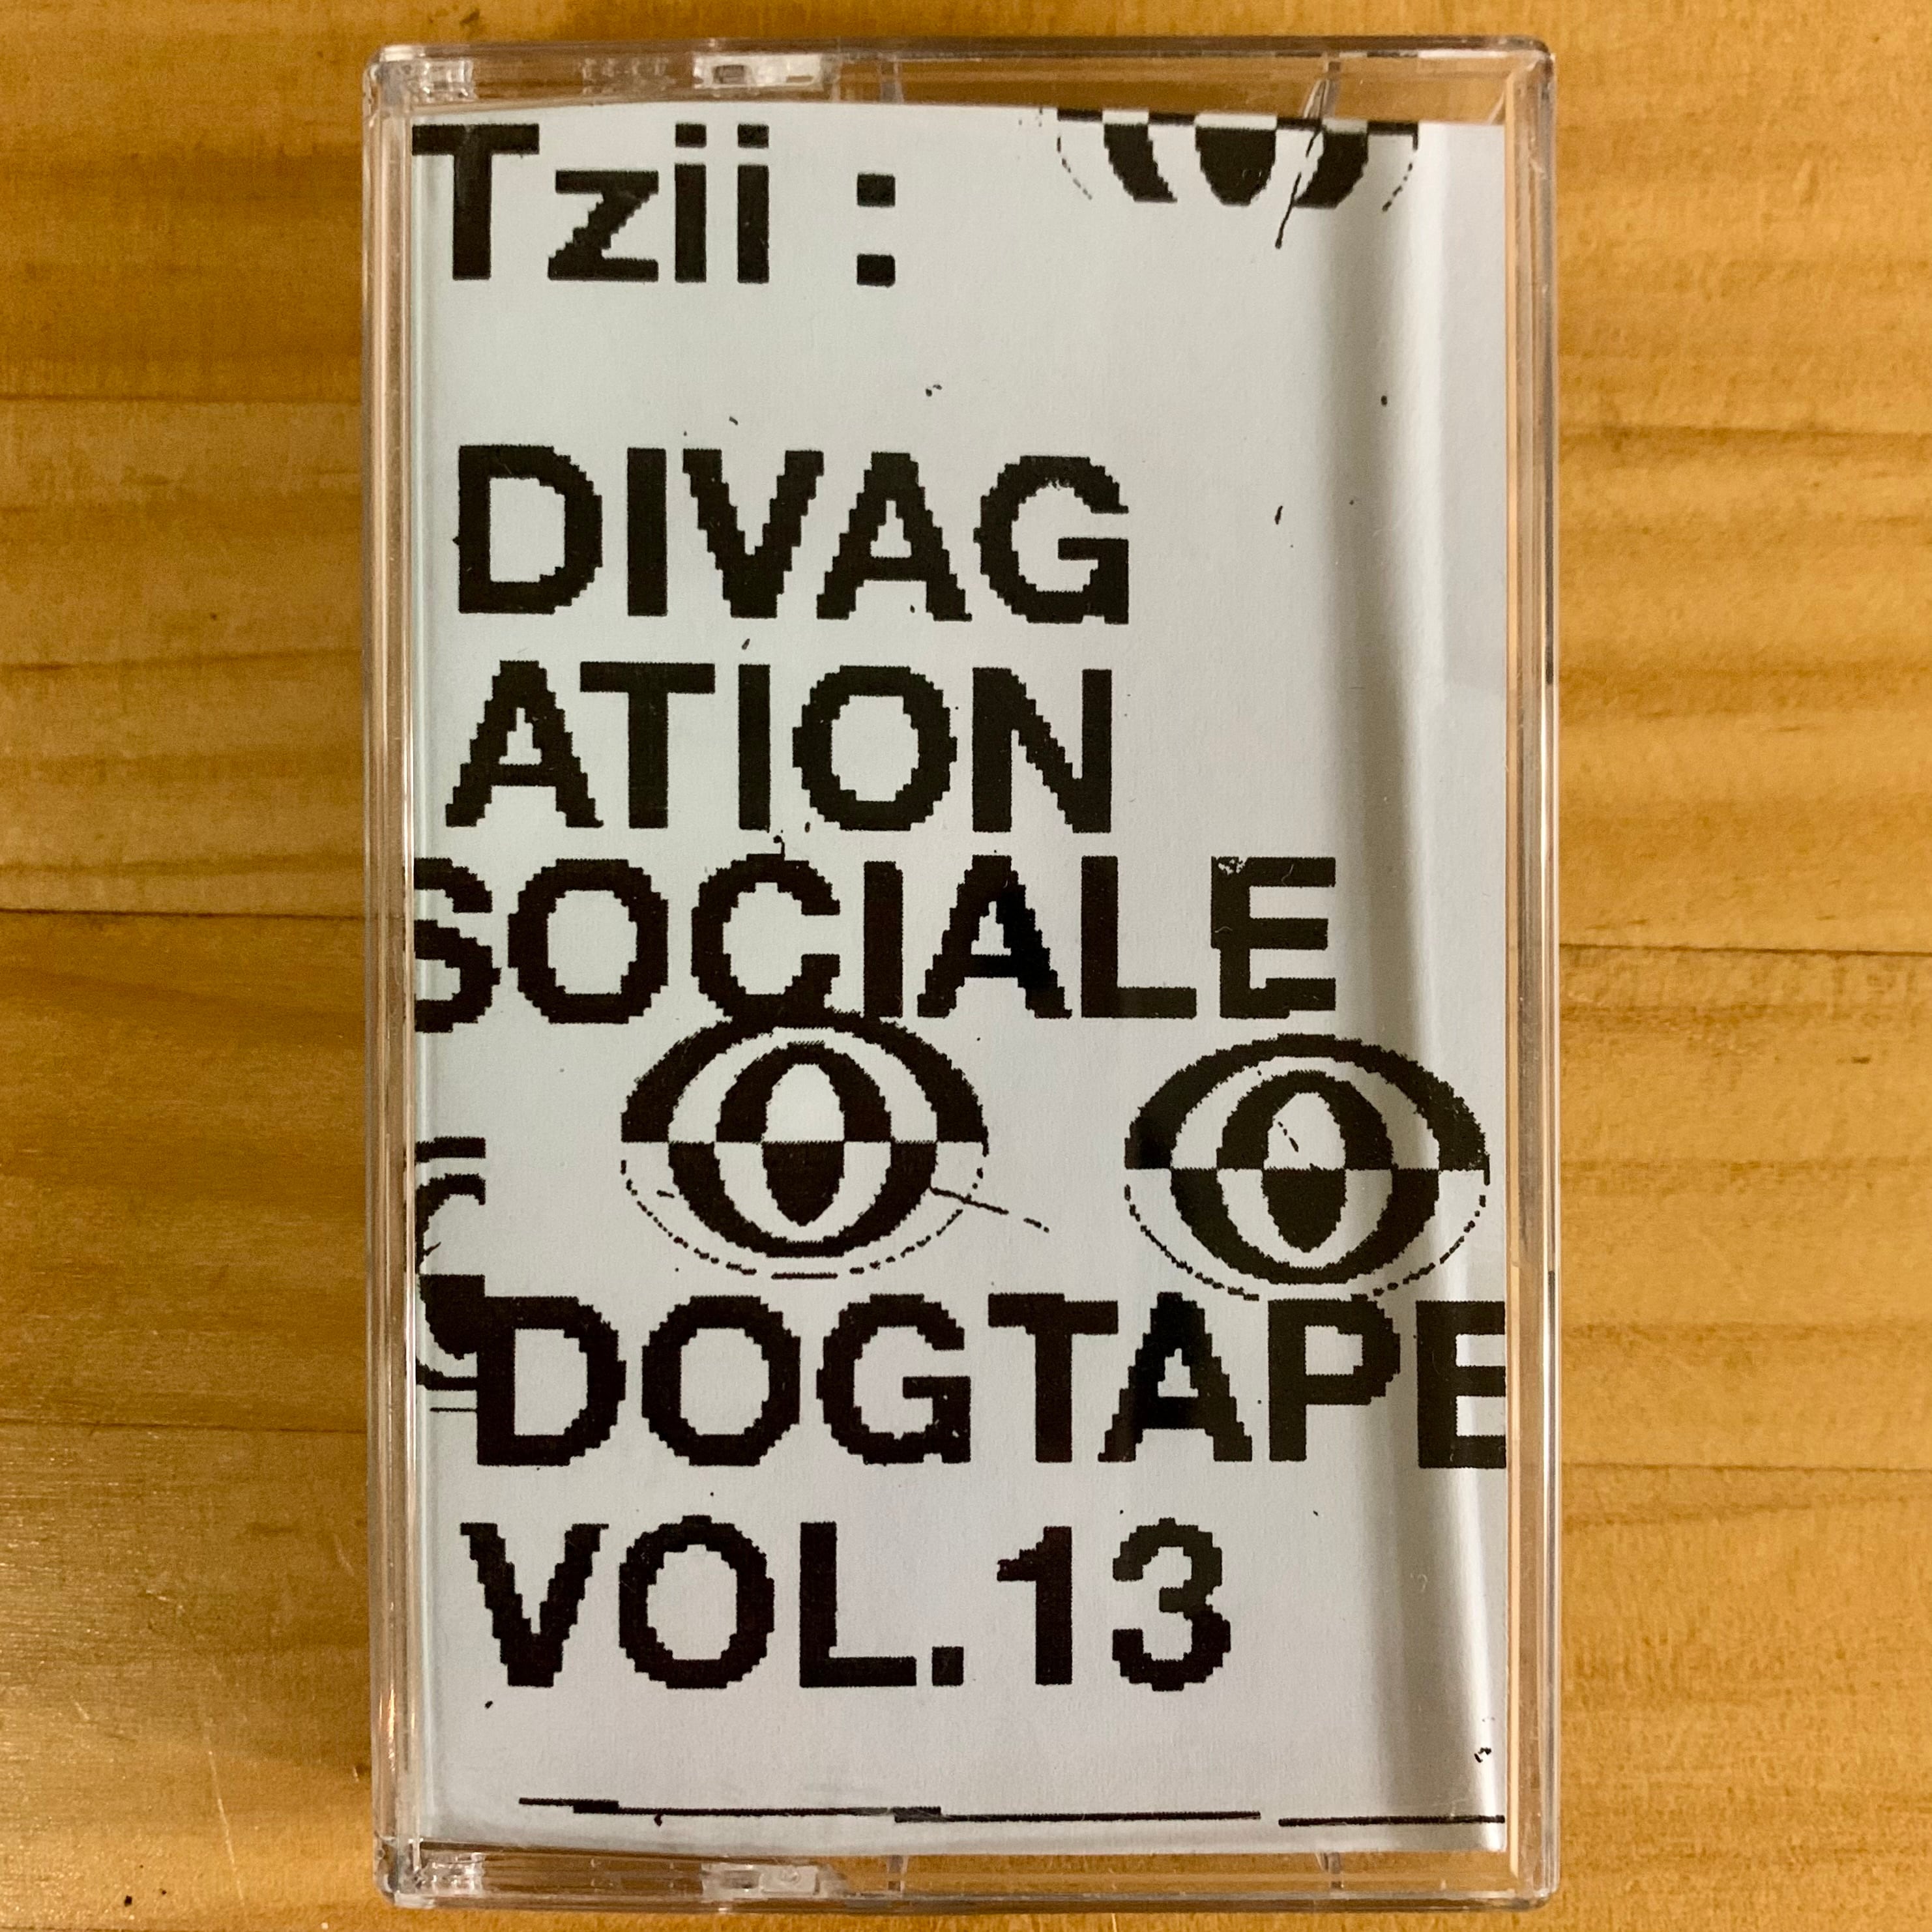 Tzii :
DIVAG
ATION
SOCIALE
DOGTAPE
VOL.13